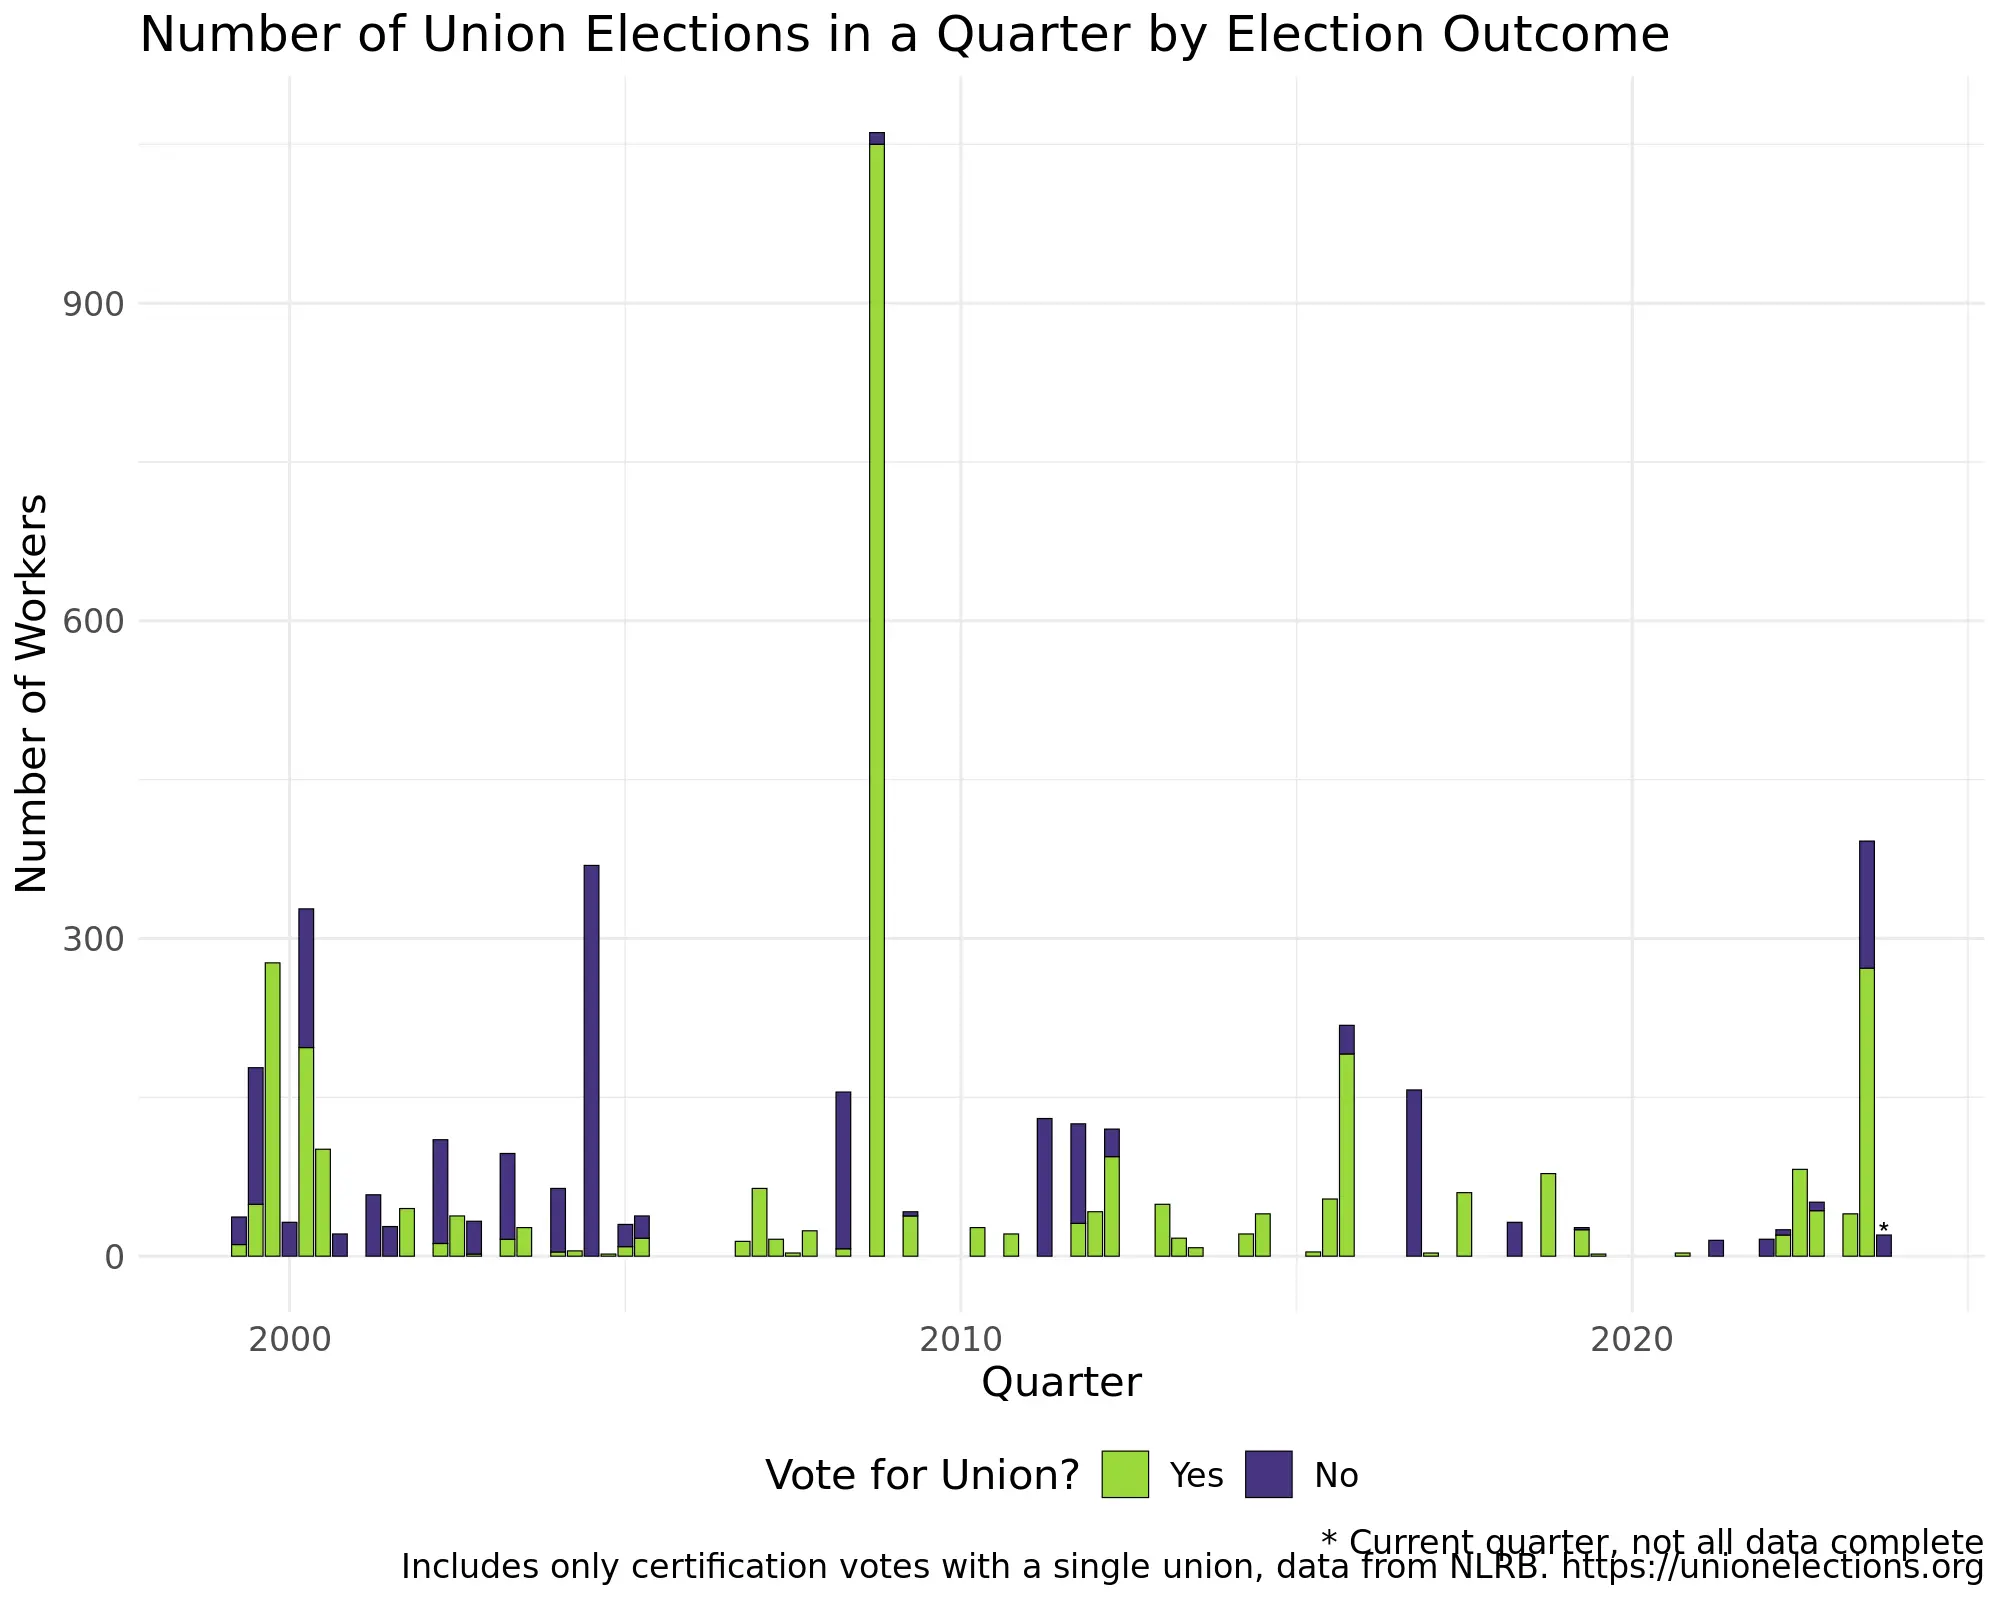 Number of Union Elections in a Quarter by Election Outcome
Number of Workers
900
600
300
0
*
2000
2010
2020
Quarter
Vote for Union?
Yes
No
* Current quarter, not all data complete
Includes only certification votes with a single union, data from NLRB. https://unionelections.org